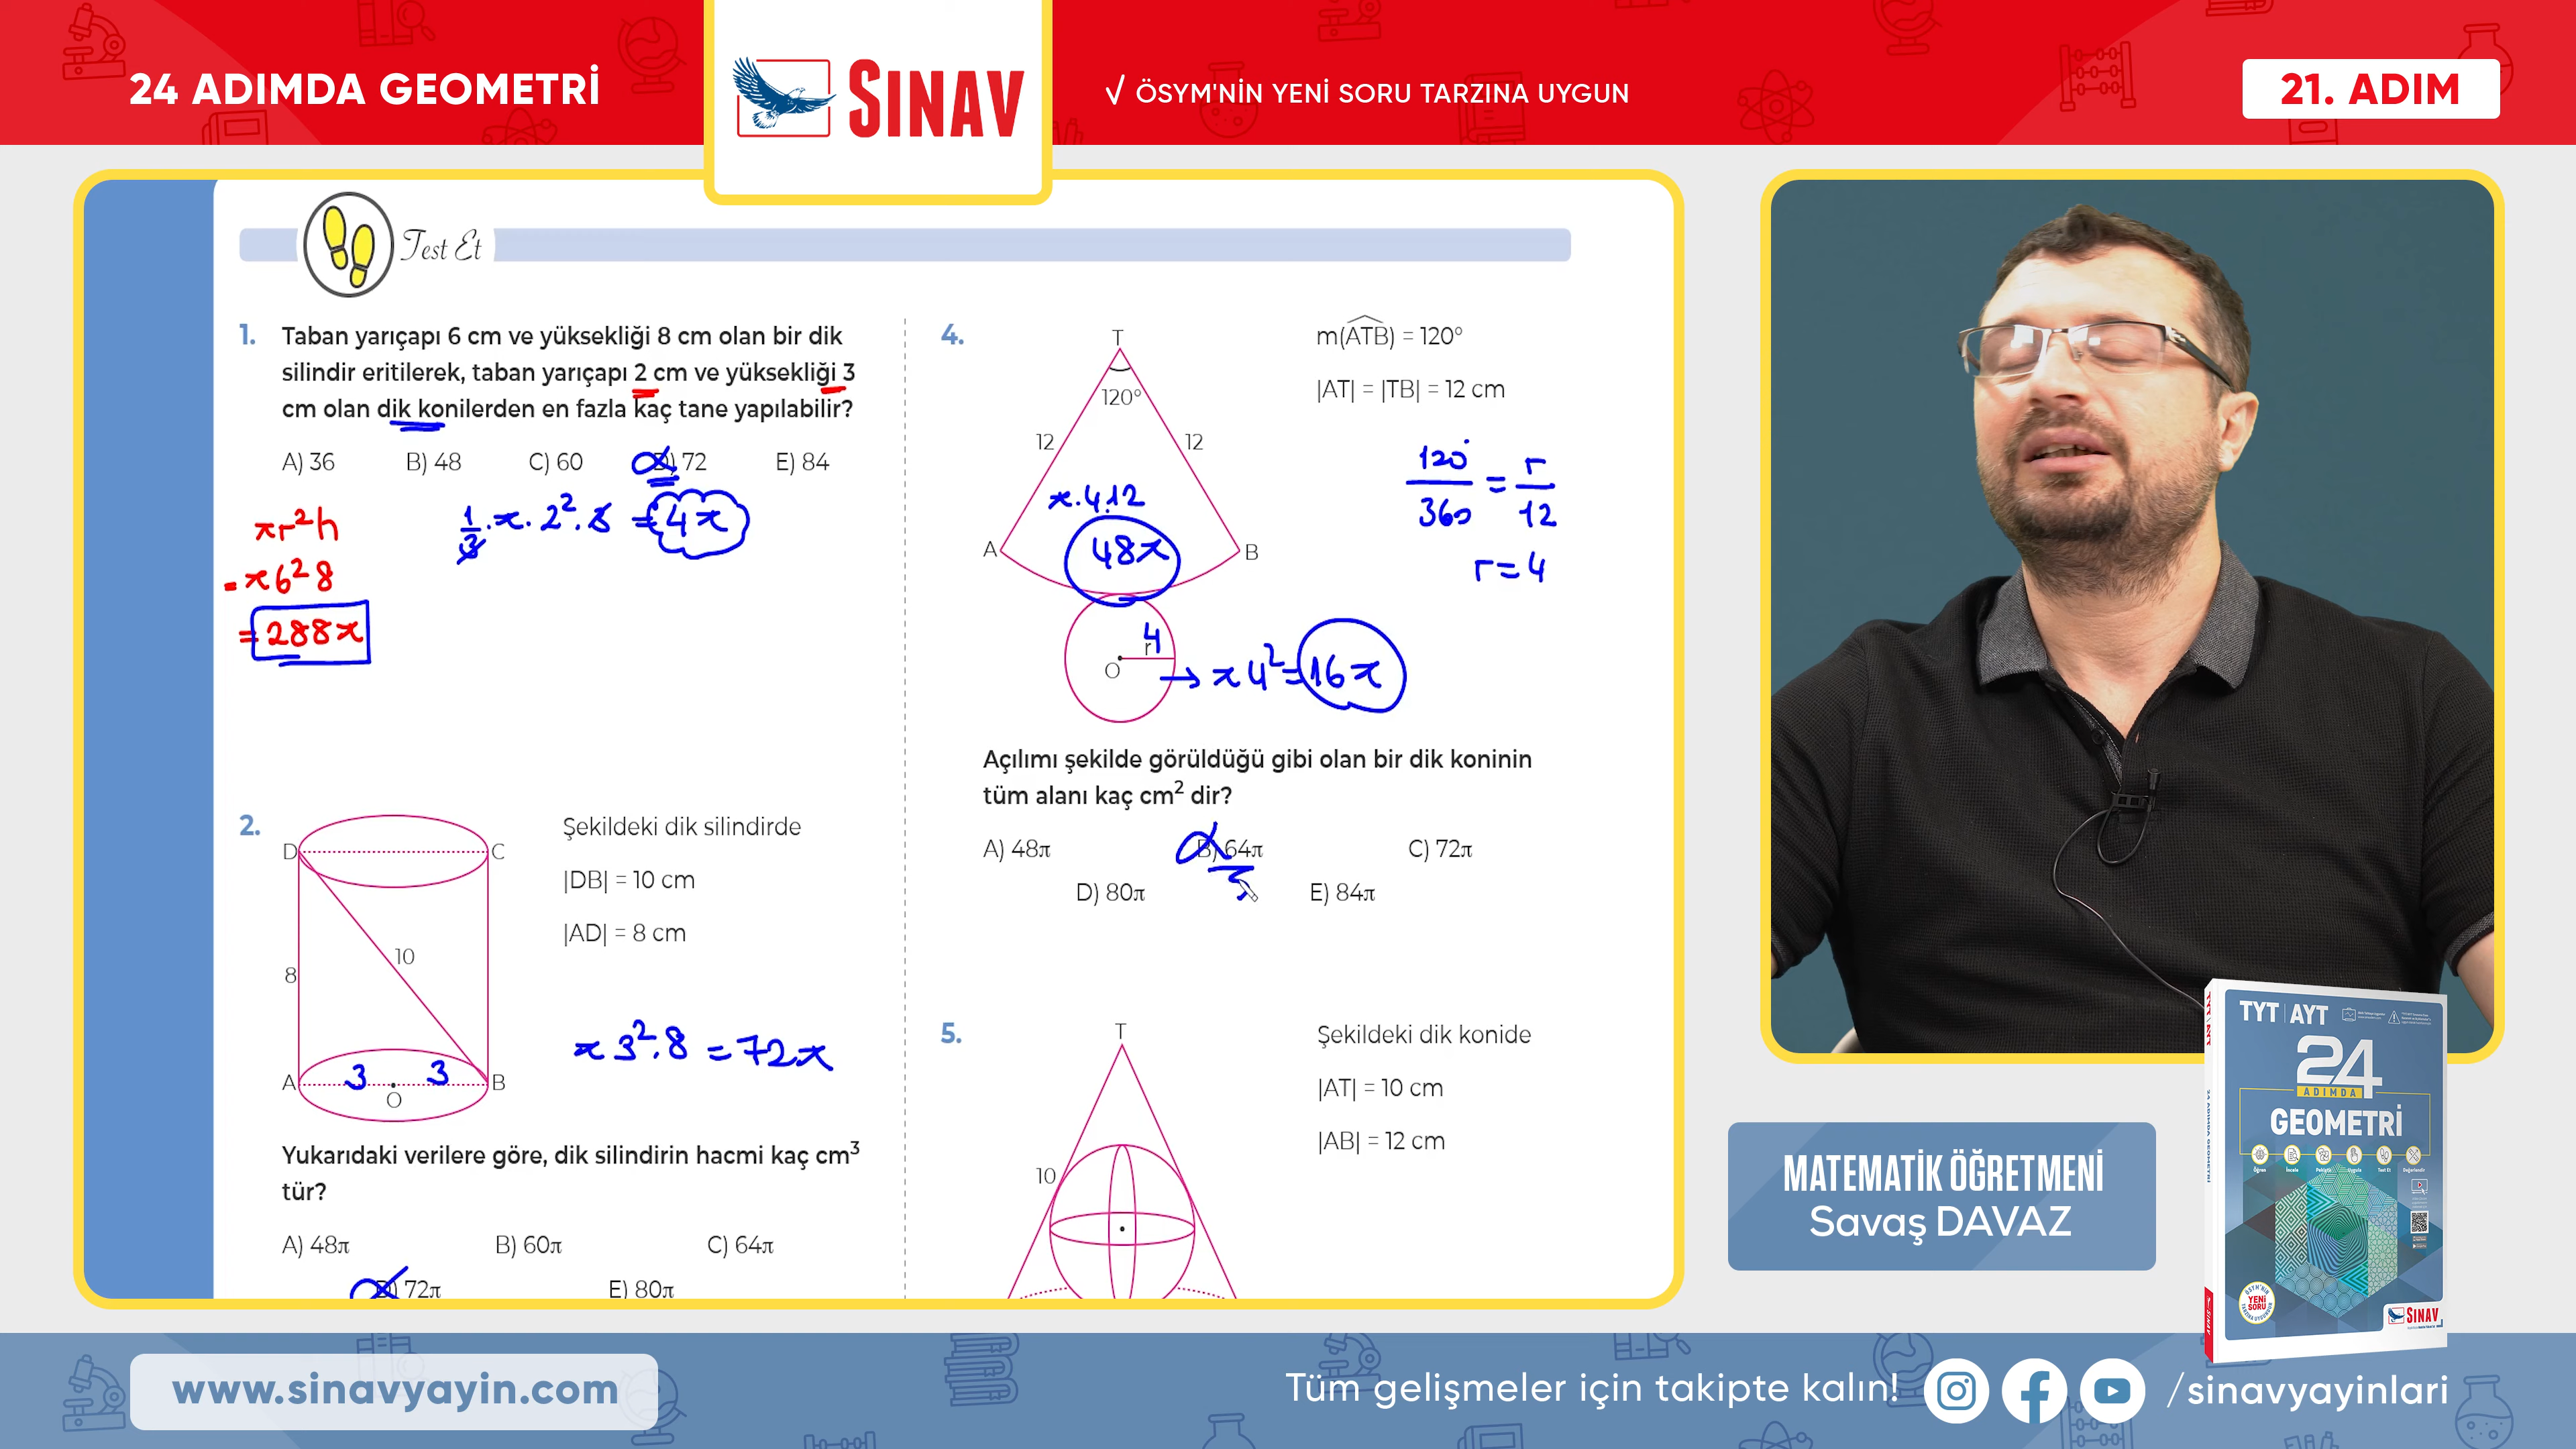 24 ADIMDA GEOMETRİ
SINAV
√ ÖSYM'NİN YENİ SORU TARZINA UYGUN
21. ADIM
Test Et
1. Taban yarıçapı 6 cm ve yüksekliği 8 cm olan bir dik
silindir eritilerek, taban yarıçapı 2 cm ve yüksekliği 3
cm olan dik konilerden en fazla kaç tane yapılabilir?
A) 36 B) 48 C) 60 D) 72 E) 84
πr²h
=π6²8
=288π
1/3·π·2²·3=4π
2.
D C
8
10
A 3 3 B
O
Şekildeki dik silindirde
|DB| = 10 cm
|AD| = 8 cm
π3²·8=72π
Yukarıdaki verilere göre, dik silindirin hacmi kaç cm³
tür?
A) 48π B) 60π C) 64π
D) 72π E) 80π
4.
T
120°
12 12
π.4.12
A 48π B
4
r
O
→π4²=16π
m(ATB) = 120°
|AT| = |TB| = 12 cm
120°/360=r/12
r=4
Açılımı şekilde görüldüğü gibi olan bir dik koninin
tüm alanı kaç cm² dir?
A) 48π B) 64π C) 72π
D) 80π E) 84π
5.
T
10
Şekildeki dik konide
|AT| = 10 cm
|AB| = 12 cm
MATEMATİK ÖĞRETMENİ
Savaş DAVAZ
TYT AYT
24
ADIMDA
GEOMETRİ
YENİ
SORU
SINAV
www.sinavyayin.com
Tüm gelişmeler için takipte kalın!
/sinavyayinlari